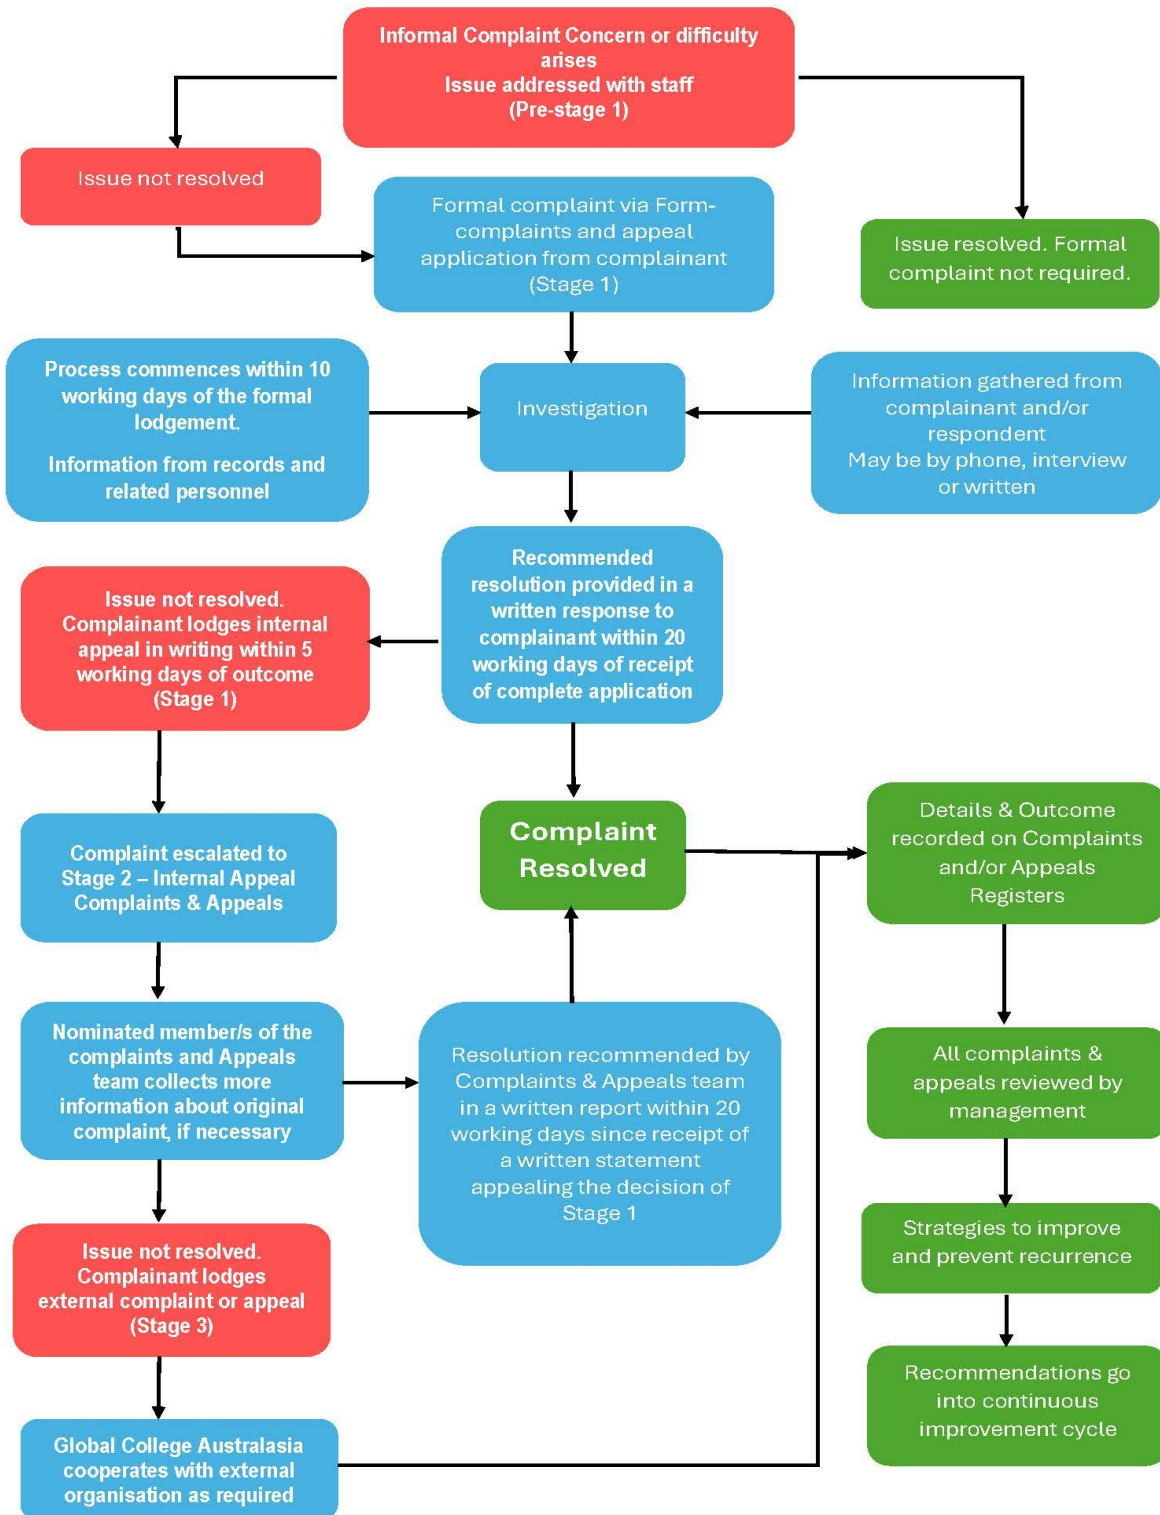 Informal Complaint Concern or difficulty
arises
Issue addressed with staff
(Pre-stage 1)
Issue not resolved
Formal complaint via Form-
complaints and appeal
application from complainant
(Stage 1)
Issue resolved. Formal
complaint not required.
Process commences within 10
working days of the formal
lodgement.
Information from records and
related personnel
Investigation
Information gathered from
complainant and/or
respondent
May be by phone, interview
or written
Recommended
resolution provided in a
written response to
complainant within 20
working days of receipt
of complete application
Issue not resolved.
Complainant lodges internal
appeal in writing within 5
working days of outcome
(Stage 1)
Complaint
Resolved
Details & Outcome
recorded on Complaints
and/or Appeals
Registers
Complaint escalated to
Stage 2 – Internal Appeal
Complaints & Appeals
Nominated member/s of the
complaints and Appeals
team collects more
information about original
complaint, if necessary
Resolution recommended by
Complaints & Appeals team
in a written report within 20
working days since receipt of
a written statement
appealing the decision of
Stage 1
All complaints &
appeals reviewed by
management
Strategies to improve
and prevent recurrence
Issue not resolved.
Complainant lodges
external complaint or appeal
(Stage 3)
Recommendations go
into continuous
improvement cycle
Global College Australasia
cooperates with external
organisation as required